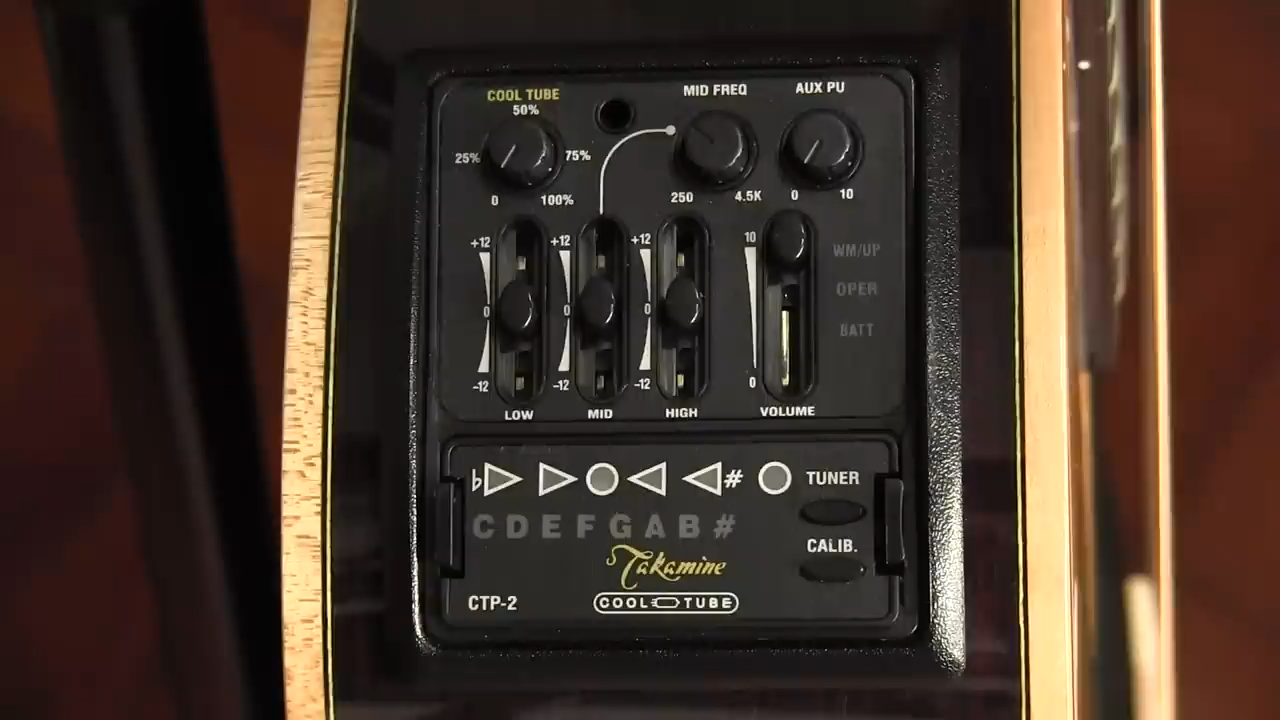 COOL TUBE
50%
25% 75%
0 100%
MID FREQ
250 4.5K
AUX PU
0 10
+12 +12 +12 10
0 0 0
-12 -12 -12 0
LOW MID HIGH VOLUME
WM/UP
OPER
BATT
♭ # TUNER
C D E F G A B #
CALIB.
Takamine
CTP-2 COOL TUBE